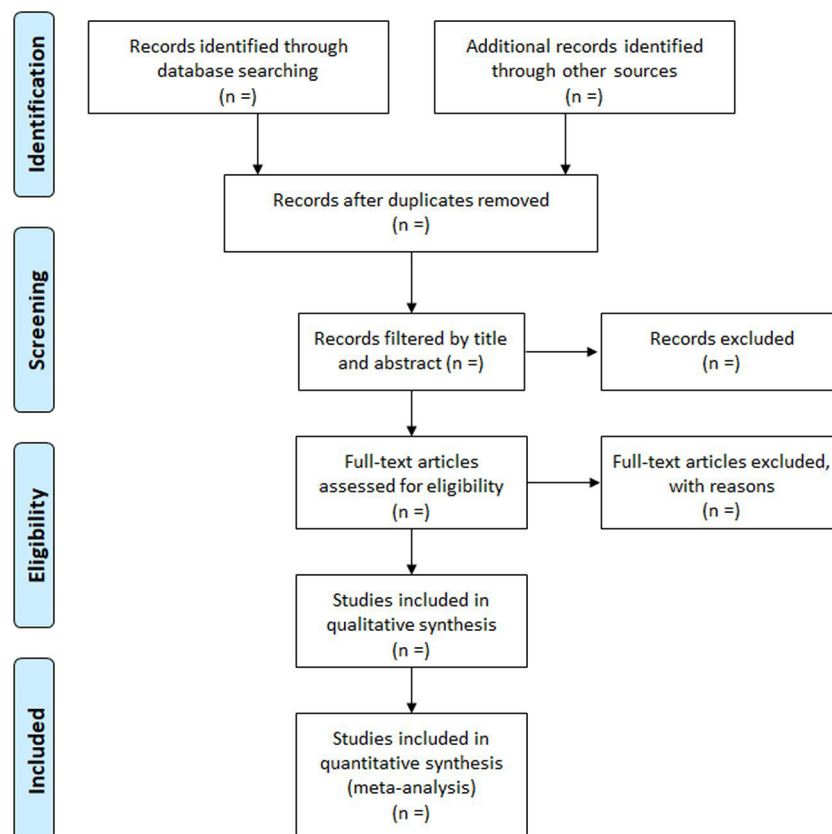 Identification
Records identified through
database searching
(n =)
Additional records identified
through other sources
(n =)
Records after duplicates removed
(n =)
Screening
Records filtered by title
and abstract (n =)
Records excluded
(n =)
Eligibility
Full-text articles
assessed for eligibility
(n =)
Full-text articles excluded,
with reasons
(n =)
Studies included in
qualitative synthesis
(n =)
Included
Studies included in
quantitative synthesis
(meta-analysis)
(n =)